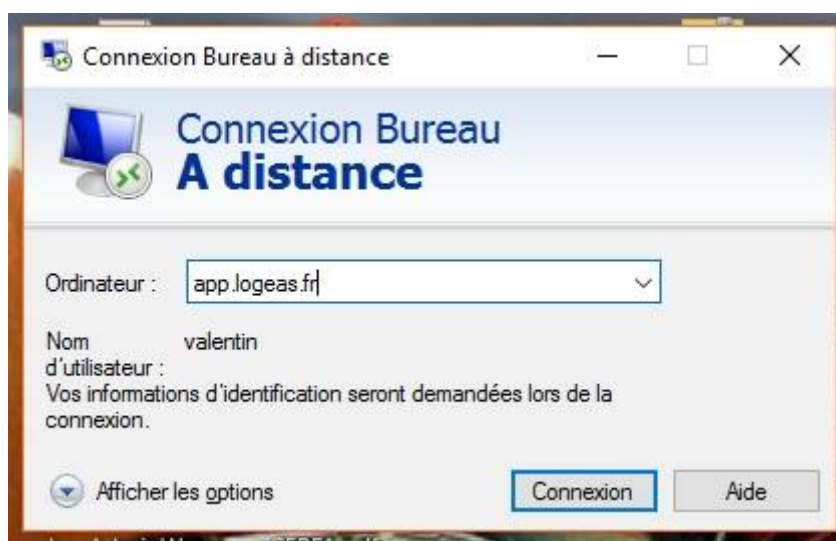 Connexion Bureau à distance
Connexion Bureau
A distance
Ordinateur :
app.logeas.fr
Nom
d'utilisateur :
valentin
Vos informations d'identification seront demandées lors de la
connexion.
Afficher les options
Connexion
Aide